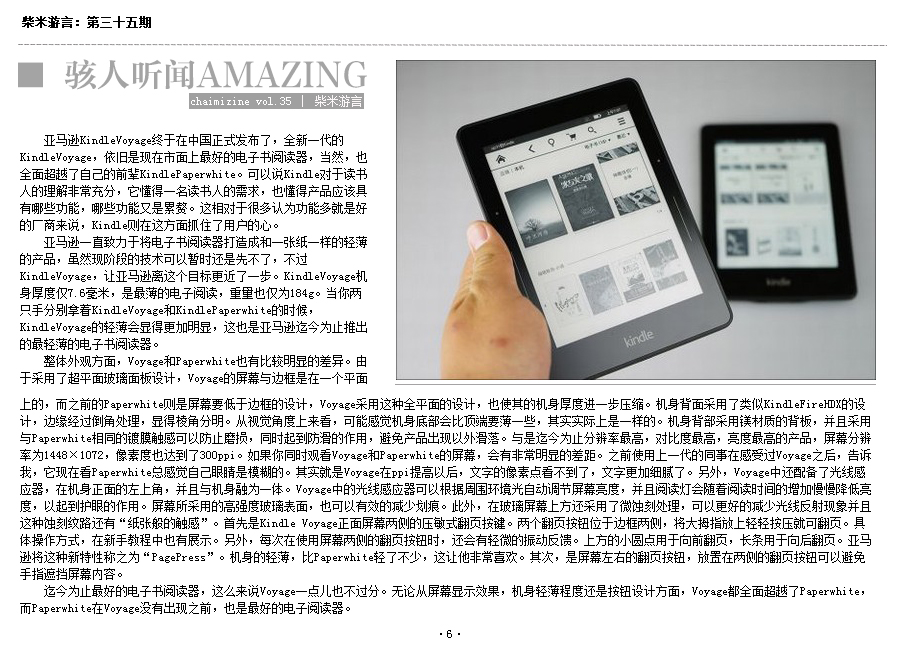 柴米游言：第三十五期
骇人听闻AMAZING
chaimizine vol.35 | 柴米游言
亚马逊KindleVoyage终于在中国正式发布了，全新一代的
KindleVoyage，依旧是现在市面上最好的电子书阅读器，当然，也
全面超越了自己的前辈KindlePaperwhite。可以说Kindle对于读书
人的理解非常充分，它懂得一名读书人的需求，也懂得产品应该具
有哪些功能，哪些功能又是累赘。这相对于很多认为功能多就是好
的厂商来说，Kindle则在这方面抓住了用户的心。
亚马逊一直致力于将电子书阅读器打造成和一张纸一样的轻薄
的产品，虽然现阶段的技术可以暂时还是先不了，不过
KindleVoyage，让亚马逊离这个目标更近了一步。KindleVoyage机
身厚度仅7.6毫米，是最薄的电子阅读，重量也仅为184g。当你两
只手分别拿着KindleVoyage和KindlePaperwhite的时候，
KindleVoyage的轻薄会显得更加明显，这也是亚马逊迄今为止推出
的最轻薄的电子书阅读器。
整体外观方面，Voyage和Paperwhite也有比较明显的差异。由
于采用了超平面玻璃面板设计，Voyage的屏幕与边框是在一个平面
上的，而之前的Paperwhite则是屏幕要低于边框的设计，Voyage采用这种全平面的设计，也使其的机身厚度进一步压缩。机身背面采用了类似KindleFireHDX的设
计，边缘经过倒角处理，显得棱角分明。从视觉角度上来看，可能感觉机身底部会比顶端要薄一些，其实实际上是一样的。机身背部采用镁材质的背板，并且采用
与Paperwhite相同的镀膜触感可以防止磨损，同时起到防滑的作用，避免产品出现以外滑落。与是迄今为止分辨率最高，对比度最高，亮度最高的产品，屏幕分辨
率为1448×1072，像素度也达到了300ppi。如果你同时观看Voyage和Paperwhite的屏幕，会有非常明显的差距。之前使用上一代的同事在感受过Voyage之后，告诉
我，它现在看Paperwhite总感觉自己眼睛是模糊的。其实就是Voyage在ppi提高以后，文字的像素点看不到了，文字更加细腻了。另外，Voyage中还配备了光线感
应器，在机身正面的左上角，并且与机身融为一体。Voyage中的光线感应器可以根据周围环境光自动调节屏幕亮度，并且阅读灯会随着阅读时间的增加慢慢降低亮
度，以起到护眼的作用。屏幕所采用的高强度玻璃表面，也可以有效的减少划痕。此外，在玻璃屏幕上方还采用了微蚀刻处理，可以更好的减少光线反射现象并且
这种蚀刻纹路还有“纸张般的触感”。首先是Kindle Voyage正面屏幕两侧的压敏式翻页按键。两个翻页按钮位于边框两侧，将大拇指放上轻轻按压就可翻页。具
体操作方式，在新手教程中也有展示。另外，每次在使用屏幕两侧的翻页按钮时，还会有轻微的振动反馈。上方的小圆点用于向前翻页，长条用于向后翻页。亚马
逊将这种新特性称之为“PagePress”。机身的轻薄，比Paperwhite轻了不少，这让他非常喜欢。其次，是屏幕左右的翻页按钮，放置在两侧的翻页按钮可以避免
手指遮挡屏幕内容。
迄今为止最好的电子书阅读器，这么来说Voyage一点儿也不过分。无论从屏幕显示效果，机身轻薄程度还是按钮设计方面，Voyage都全面超越了Paperwhite，
而Paperwhite在Voyage没有出现之前，也是最好的电子阅读器。
kindle
kindle
·6·